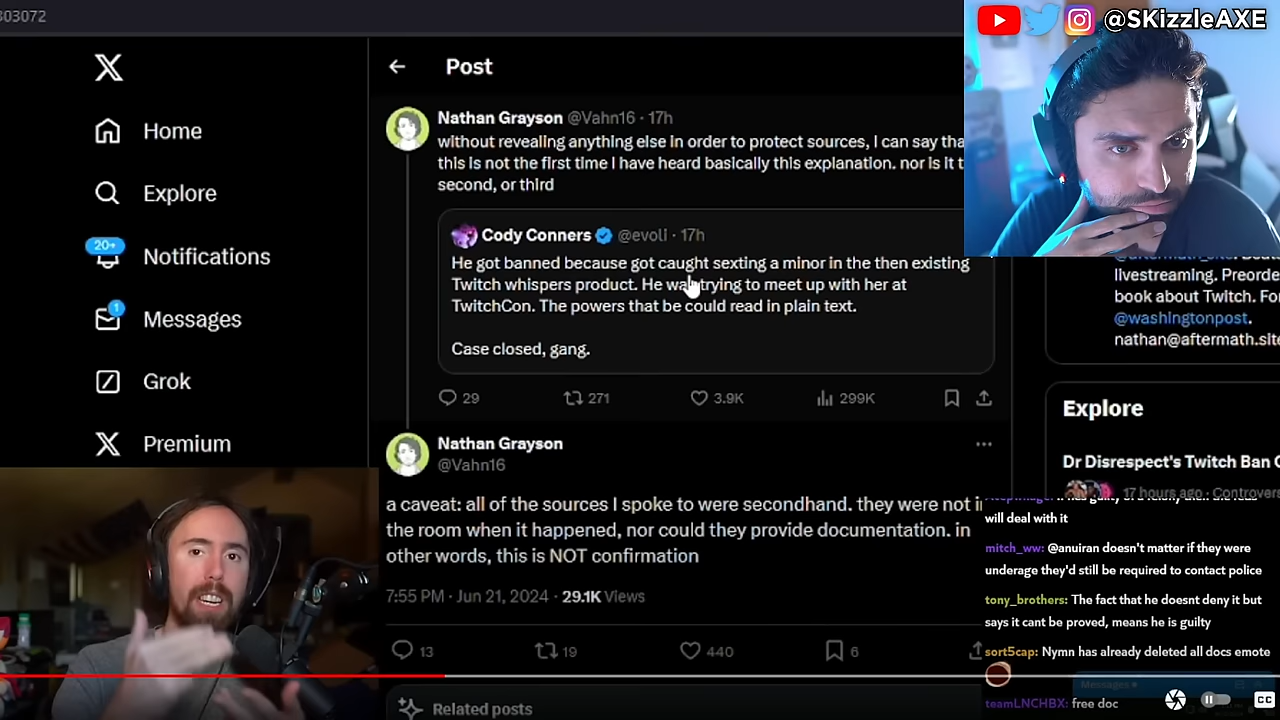 303072
@SKizzleAXE
Home
Explore
20+
Notifications
1
Messages
Grok
Premium
Post
Nathan Grayson @Vahn16 · 17h
without revealing anything else in order to protect sources, I can say
this is not the first time I have heard basically this explanation. nor is it
second, or third
Cody Conners @evoli · 17h
He got banned because got caught sexting a minor in the then existing
Twitch whispers product. He was trying to meet up with her at
TwitchCon. The powers that be could read in plain text.
Case closed, gang.
29
271
3.9K
299K
Nathan Grayson
@Vahn16
a caveat: all of the sources I spoke to were secondhand. they were not
the room when it happened, nor could they provide documentation. in
other words, this is NOT confirmation
7:55 PM · Jun 21, 2024 · 29.1K Views
13
19
440
6
Related posts
livestreaming. Preorde
book about Twitch. Fo
@washingtonpost.
nathan@aftermath.site
Explore
Dr Disrespect's Twitch Ban
17 hours ago
will deal with it
mitch_ww: @anuiran doesn't matter if they were
underage they'd still be required to contact police
tony_brothers: The fact that he doesnt deny it but
says it cant be proved, means he is guilty
sort5cap: Nymn has already deleted all docs emote
Messages
teamLNCHBX: free doc
CC